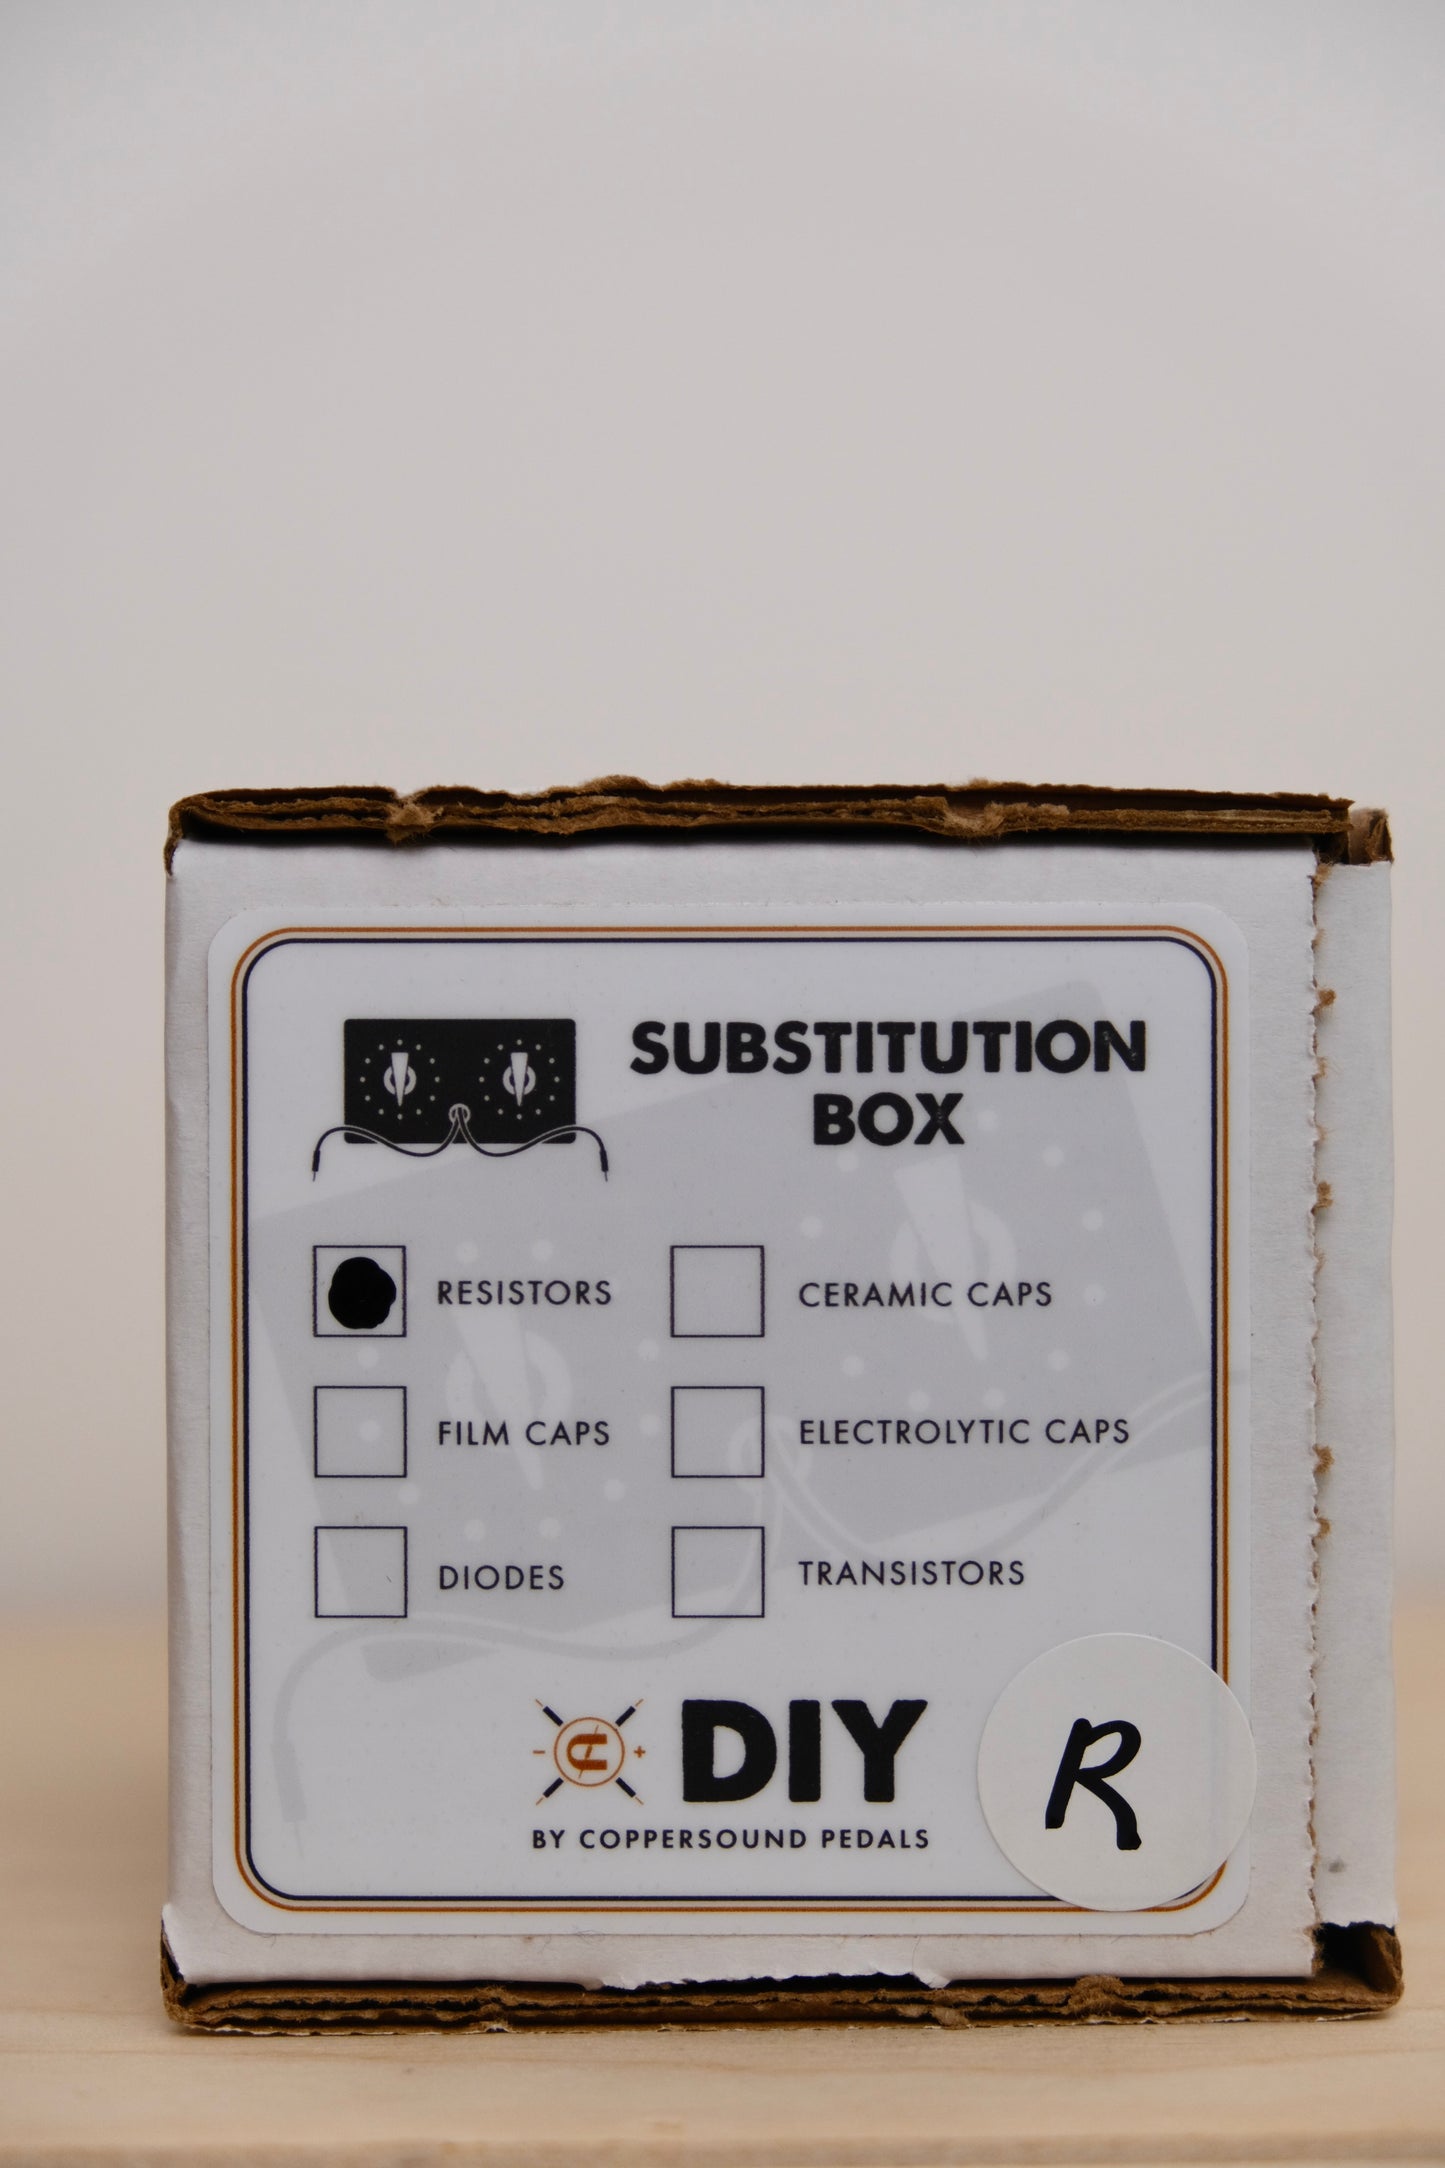 SUBSTITUTION
BOX
RESISTORS
CERAMIC CAPS
FILM CAPS
ELECTROLYTIC CAPS
DIODES
TRANSISTORS
- +
DIY
BY COPPERSOUND PEDALS
R